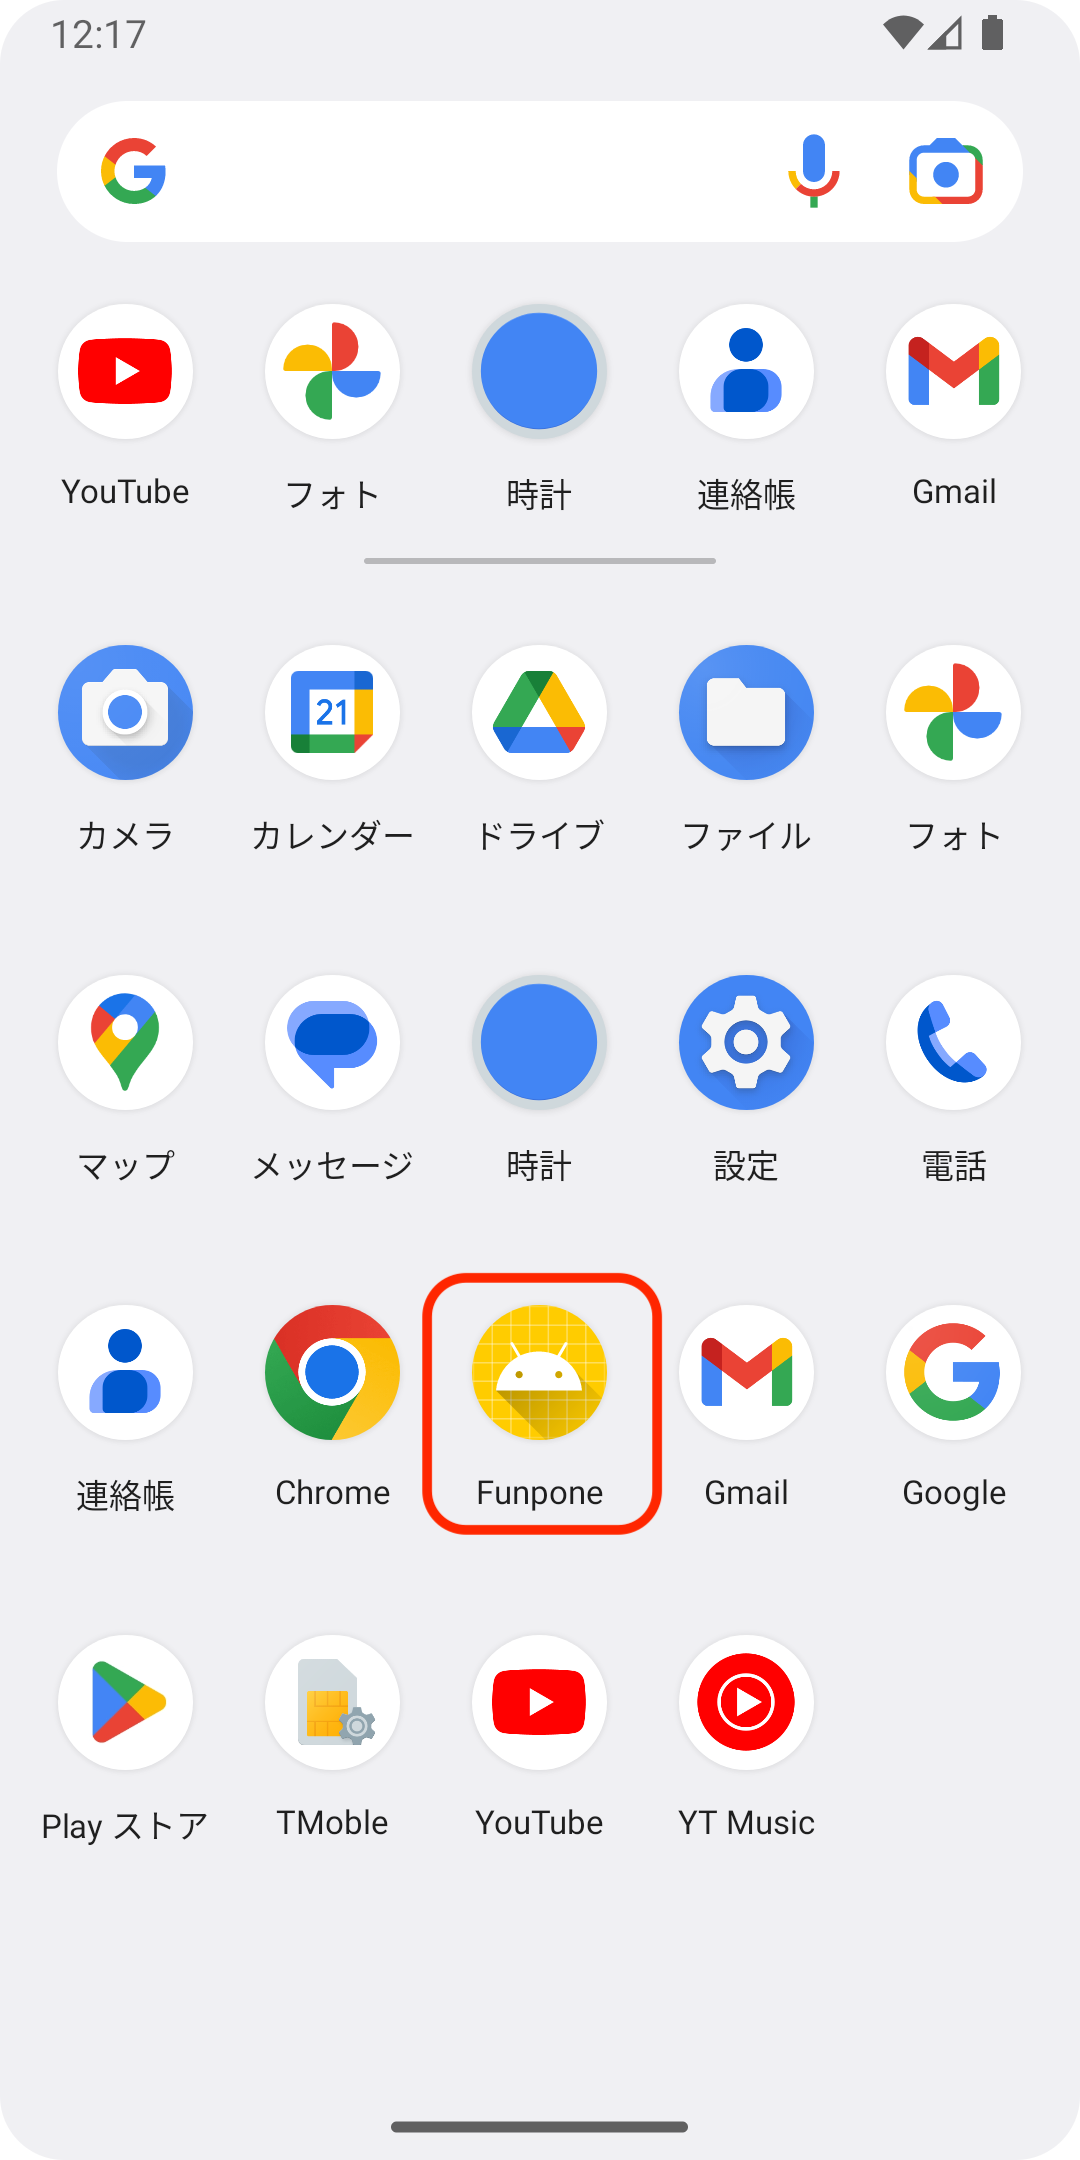 12:17
YouTube フォト 時計 連絡帳 Gmail
21
カメラ カレンダー ドライブ ファイル フォト
マップ メッセージ 時計 設定 電話
連絡帳 Chrome Funpone Gmail Google
Play ストア TMoble YouTube YT Music